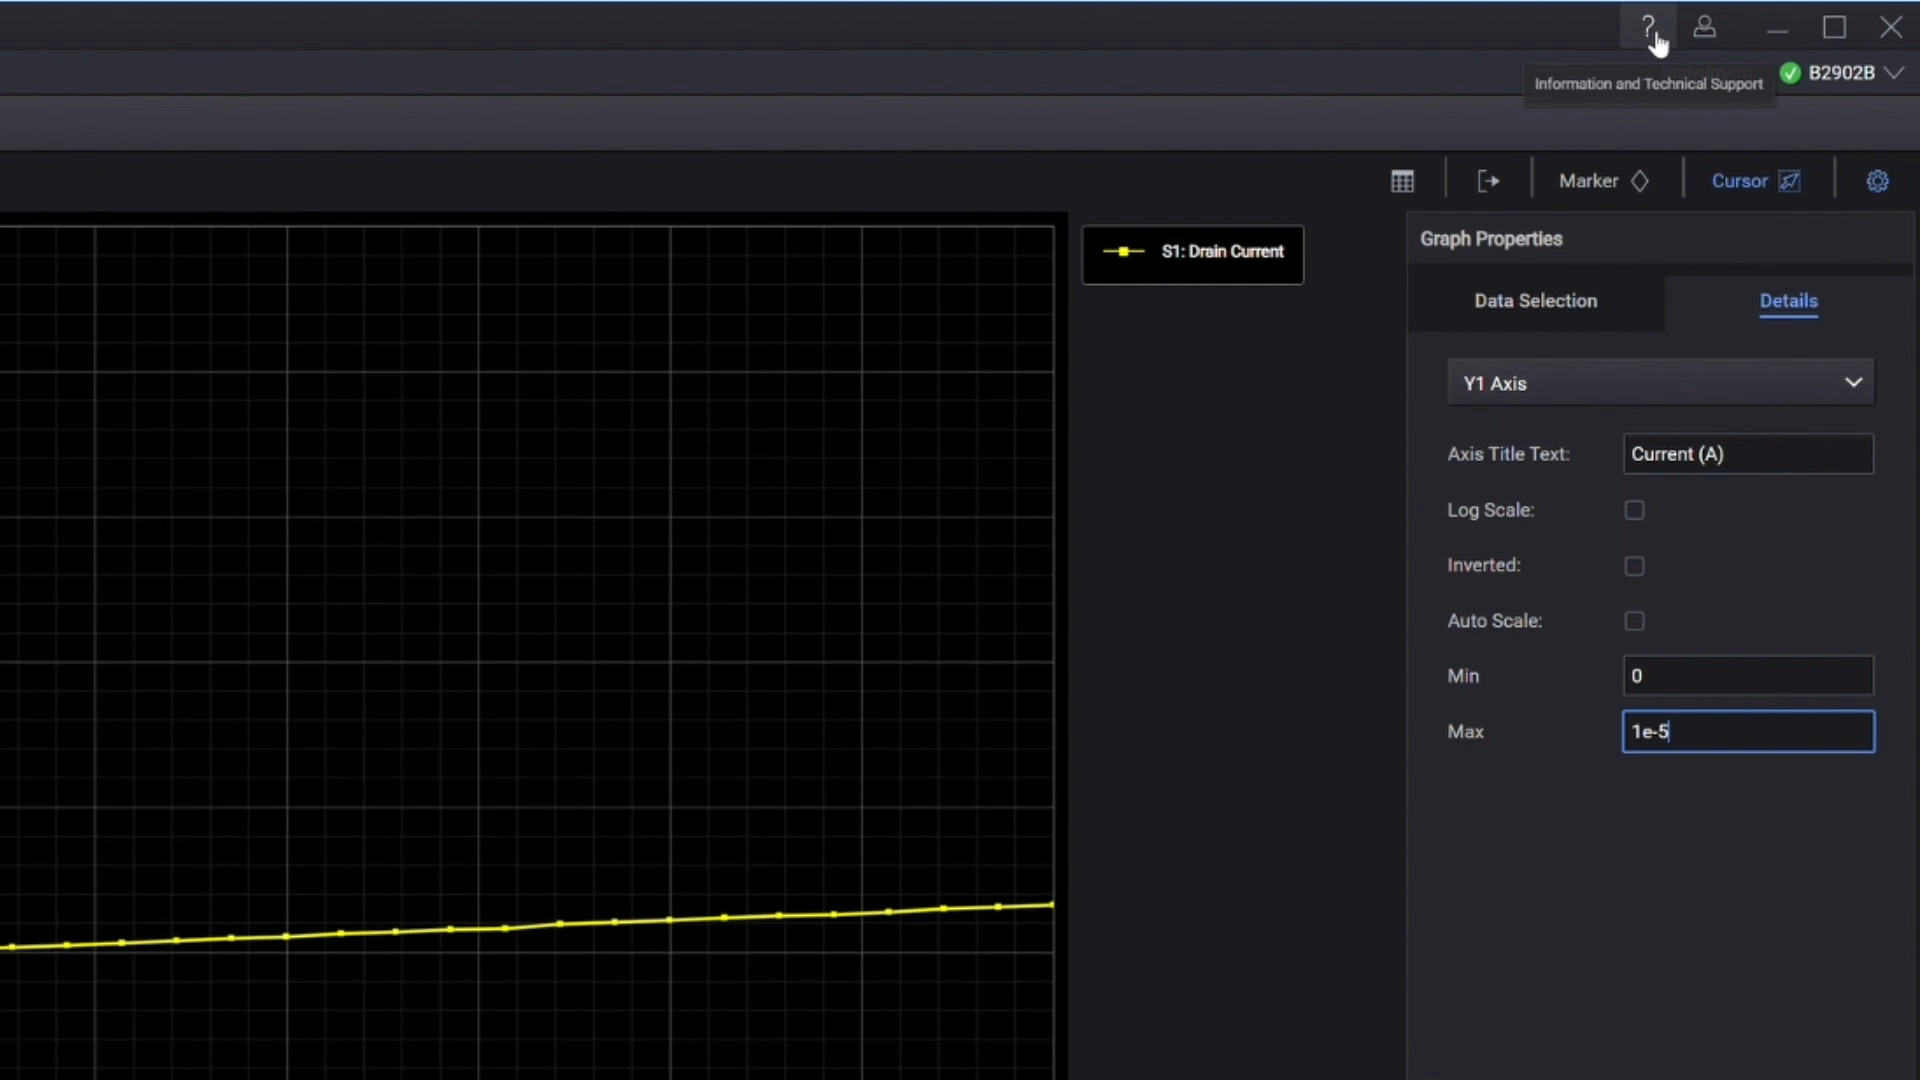 ?
Information and Technical Support
B2902B
Marker
Cursor
S1: Drain Current
Graph Properties
Data Selection
Details
Y1 Axis
Axis Title Text:
Current (A)
Log Scale:
Inverted:
Auto Scale:
Min
0
Max
1e-5